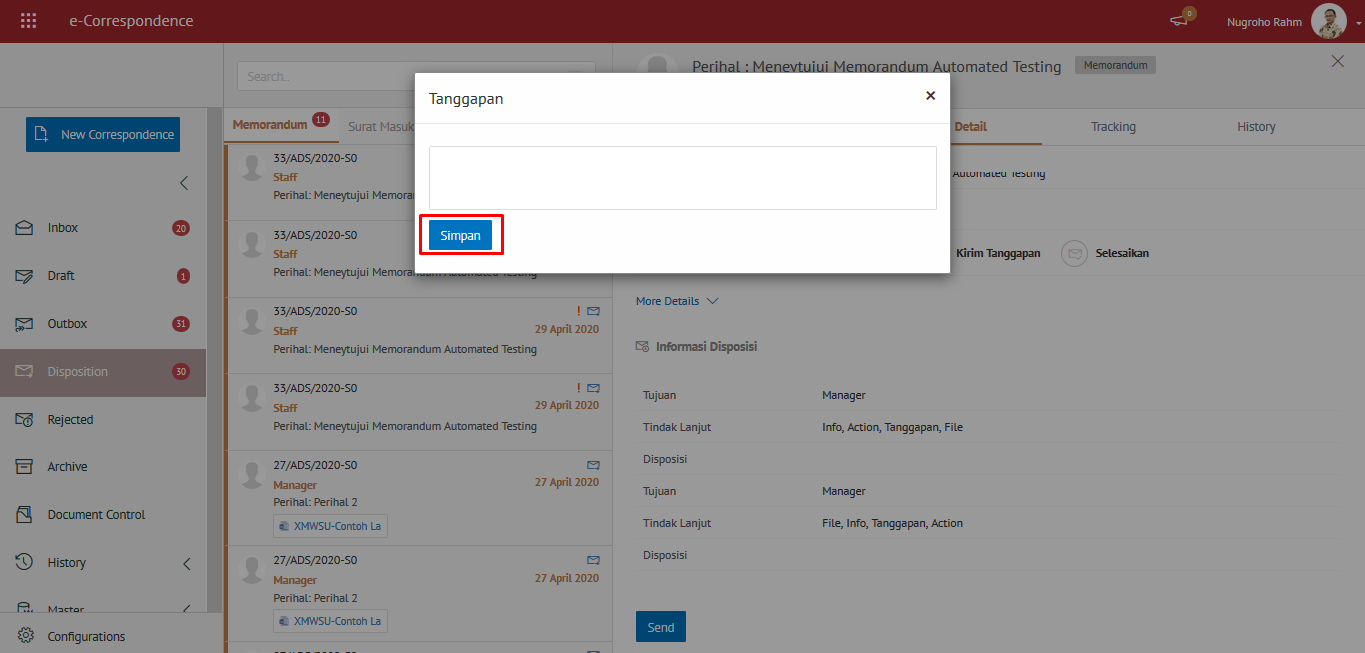 e-Correspondence
0
Nugroho Rahm
Search..
Perihal : Meneytujui Memorandum Automated Testing
Memorandum
Tanggapan
×
Simpan
New Correspondence
Inbox
20
Draft
1
Outbox
31
Disposition
30
Rejected
Archive
Document Control
History
Master
Configurations
Memorandum
11
Surat Masuk
33/ADS/2020-S0
Staff
Perihal: Meneytujui Memora
33/ADS/2020-S0
Staff
Perihal: Meneytujui Memorandum Automated Testing
33/ADS/2020-S0
!
Staff
29 April 2020
Perihal: Meneytujui Memorandum Automated Testing
33/ADS/2020-S0
!
Staff
29 April 2020
Perihal: Meneytujui Memorandum Automated Testing
27/ADS/2020-S0
Manager
27 April 2020
Perihal: Perihal 2
XMWSU-Contoh La
27/ADS/2020-S0
Manager
27 April 2020
Perihal: Perihal 2
XMWSU-Contoh La
Detail
Tracking
History
Automated Testing
Kirim Tanggapan
Selesaikan
More Details
Informasi Disposisi
Tujuan
Manager
Tindak Lanjut
Info, Action, Tanggapan, File
Disposisi
Tujuan
Manager
Tindak Lanjut
File, Info, Tanggapan, Action
Disposisi
Send